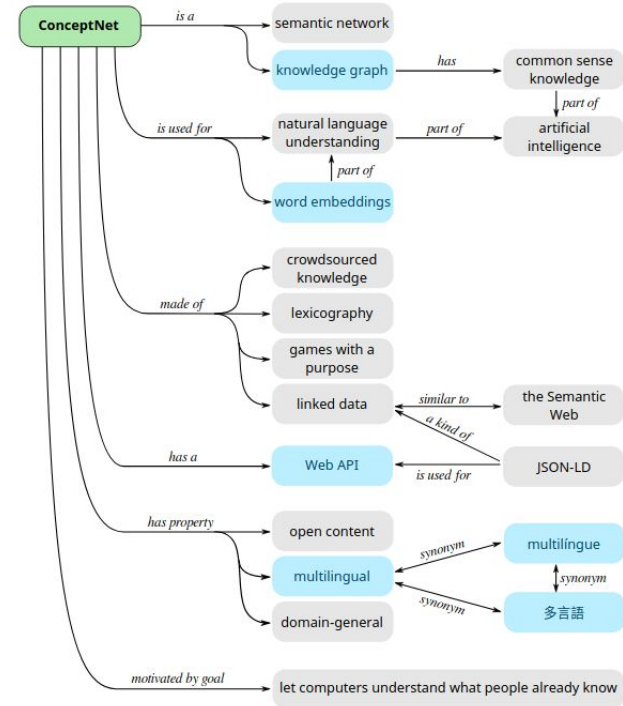 ConceptNet
is a
semantic network
knowledge graph
has
common sense
knowledge
part of
is used for
natural language
understanding
part of
artificial
intelligence
part of
word embeddings
crowdsourced
knowledge
made of
lexicography
games with a
purpose
linked data
similar to
the Semantic
Web
a kind of
has a
Web API
is used for
JSON-LD
has property
open content
multilingual
synonym
multilíngue
synonym
synonym
多言語
domain-general
motivated by goal
let computers understand what people already know